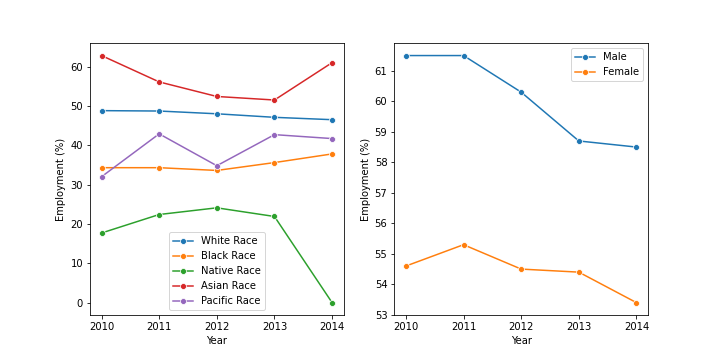 60
50
40
30
20
10
0
Employment (%)
White Race
Black Race
Native Race
Asian Race
Pacific Race
2010 2011 2012 2013 2014
Year
61
60
59
58
57
56
55
54
53
Employment (%)
Male
Female
2010 2011 2012 2013 2014
Year